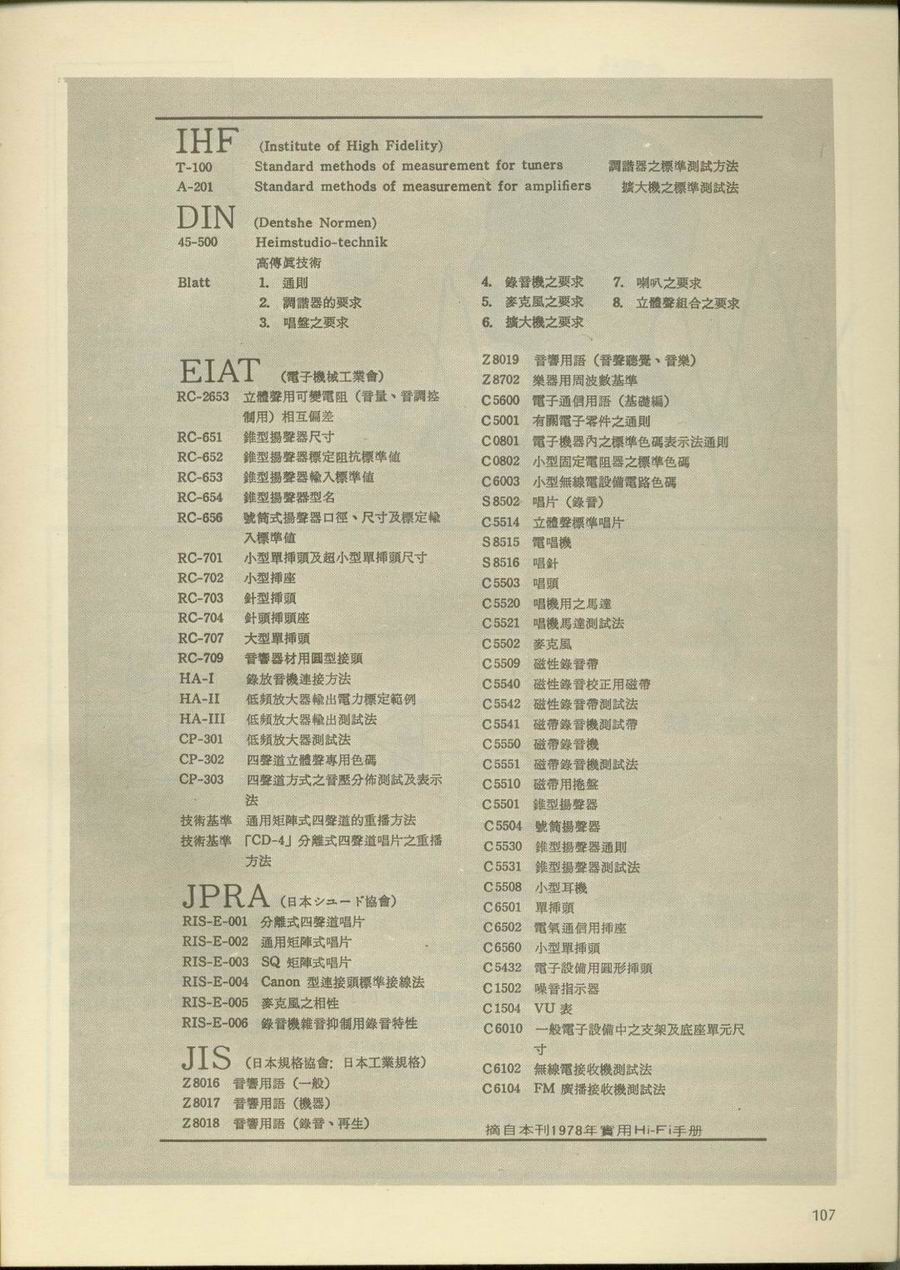 IHF (Institute of High Fidelity)
T-100 Standard methods of measurement for tuners 調諧器之標準測試方法
A-201 Standard methods of measurement for amplifiers 擴大機之標準測試法
DIN (Dentshe Normen)
45-500 Heimstudio-technik
高傳眞技術
Blatt 1. 通則
2. 調諧器的要求
3. 唱盤之要求
4. 錄音機之要求 7. 喇叭之要求
5. 麥克風之要求 8. 立體聲組合之要求
6. 擴大機之要求
EIAT (電子機械工業會)
RC-2653 立體聲用可變電阻（音量、音調控
制用）相互偏差
RC-651 錐型揚聲器尺寸
RC-652 錐型揚聲器標定阻抗標準値
RC-653 錐型揚聲器輸入標準値
RC-654 錐型揚聲器型名
RC-656 號筒式揚聲器口徑、尺寸及標定輸
入標準値
RC-701 小型單揷頭及超小型單揷頭尺寸
RC-702 小型揷座
RC-703 針型揷頭
RC-704 針頭揷頭座
RC-707 大型單揷頭
RC-709 音響器材用圓型接頭
HA-I 錄放音機連接方法
HA-II 低頻放大器輸出電力標定範例
HA-III 低頻放大器輸出測試法
CP-301 低頻放大器測試法
CP-302 四聲道立體聲專用色碼
CP-303 四聲道方式之音壓分佈測試及表示
法
技術基準 通用矩陣式四聲道的重播方法
技術基準 「CD-4」分離式四聲道唱片之重播
方法
JPRA (日本シユード協會)
RIS-E-001 分離式四聲道唱片
RIS-E-002 通用矩陣式唱片
RIS-E-003 SQ 矩陣式唱片
RIS-E-004 Canon 型連接頭標準接線法
RIS-E-005 麥克風之相性
RIS-E-006 錄音機雜音抑制用錄音特性
JIS (日本規格協會: 日本工業規格)
Z8016 音響用語（一般）
Z8017 音響用語（機器）
Z8018 音響用語（錄音、再生）
Z8019 音響用語（音聲聽覺、音樂）
Z8702 樂器用周波數基準
C5600 電子通信用語（基礎編）
C5001 有關電子零件之通則
C0801 電子機器內之標準色碼表示法通則
C0802 小型固定電阻器之標準色碼
C6003 小型無線電設備電路色碼
S8502 唱片（錄音）
C5514 立體聲標準唱片
S8515 電唱機
S8516 唱針
C5503 唱頭
C5520 唱機用之馬達
C5521 唱機馬達測試法
C5502 麥克風
C5509 磁性錄音帶
C5540 磁性錄音校正用磁帶
C5542 磁性錄音帶測試法
C5541 磁帶錄音機測試帶
C5550 磁帶錄音機
C5551 磁帶錄音機測試法
C5510 磁帶用捲盤
C5501 錐型揚聲器
C5504 號筒揚聲器
C5530 錐型揚聲器通則
C5531 錐型揚聲器測試法
C5508 小型耳機
C6501 單揷頭
C6502 電氣通信用揷座
C6560 小型單揷頭
C5432 電子設備用圓形揷頭
C1502 噪音指示器
C1504 VU 表
C6010 一般電子設備中之支架及底座單元尺
寸
C6102 無線電接收機測試法
C6104 FM 廣播接收機測試法
摘自本刊1978年實用Hi-Fi手册
107